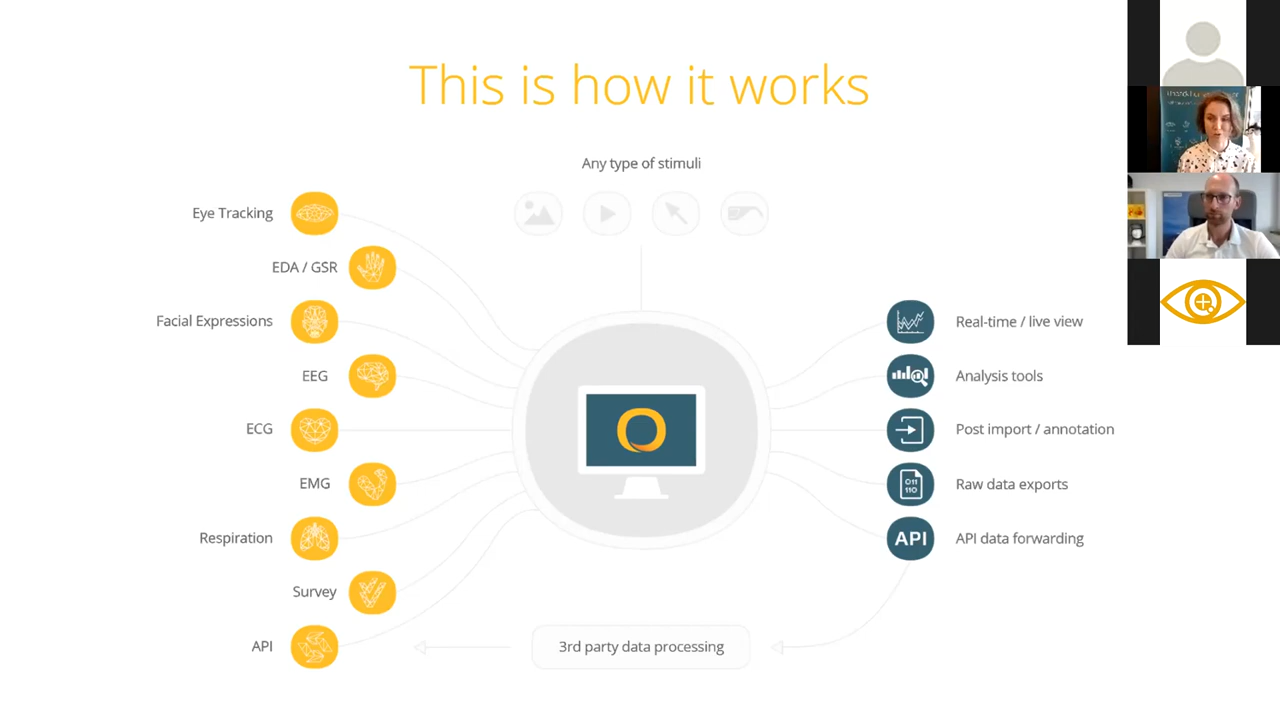 This is how it works
Any type of stimuli
Eye Tracking
EDA / GSR
Facial Expressions
EEG
ECG
EMG
Respiration
Survey
API
Real-time / live view
Analysis tools
Post import / annotation
011
110
Raw data exports
API
API data forwarding
3rd party data processing